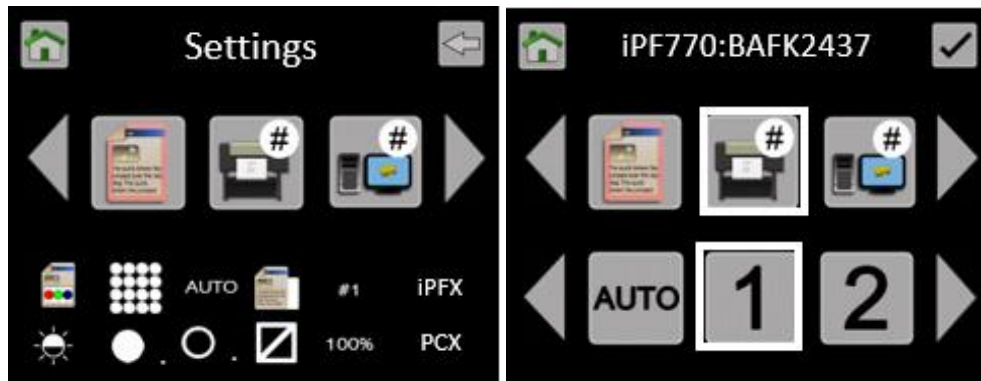 Settings
# #
AUTO #1 iPFX
100% PCX
iPF770:BAFK2437
# #
AUTO 1 2